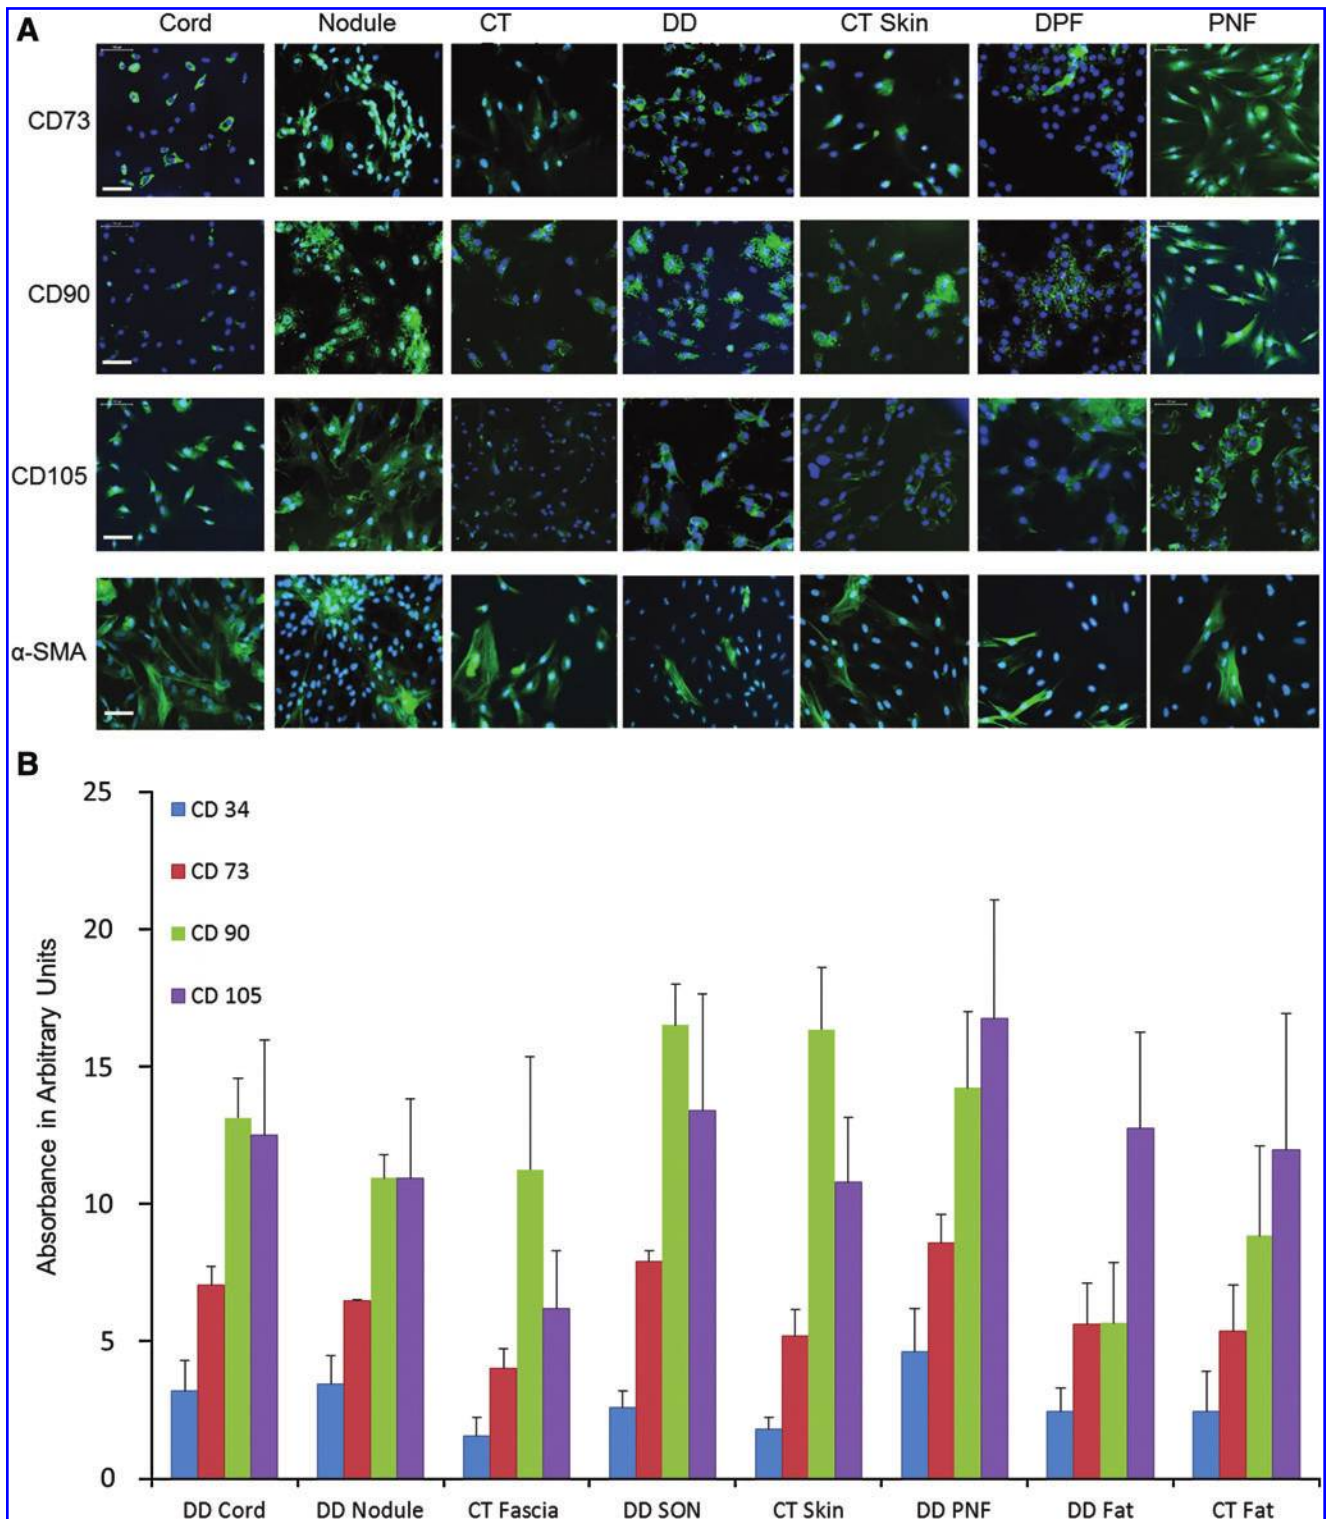 A
Cord Nodule CT DD CT Skin DPF PNF
CD73
CD90
CD105
α-SMA
B
25
20
15
10
5
0
Absorbance in Arbitrary Units
CD 34
CD 73
CD 90
CD 105
DD Cord DD Nodule CT Fascia DD SON CT Skin DD PNF DD Fat CT Fat